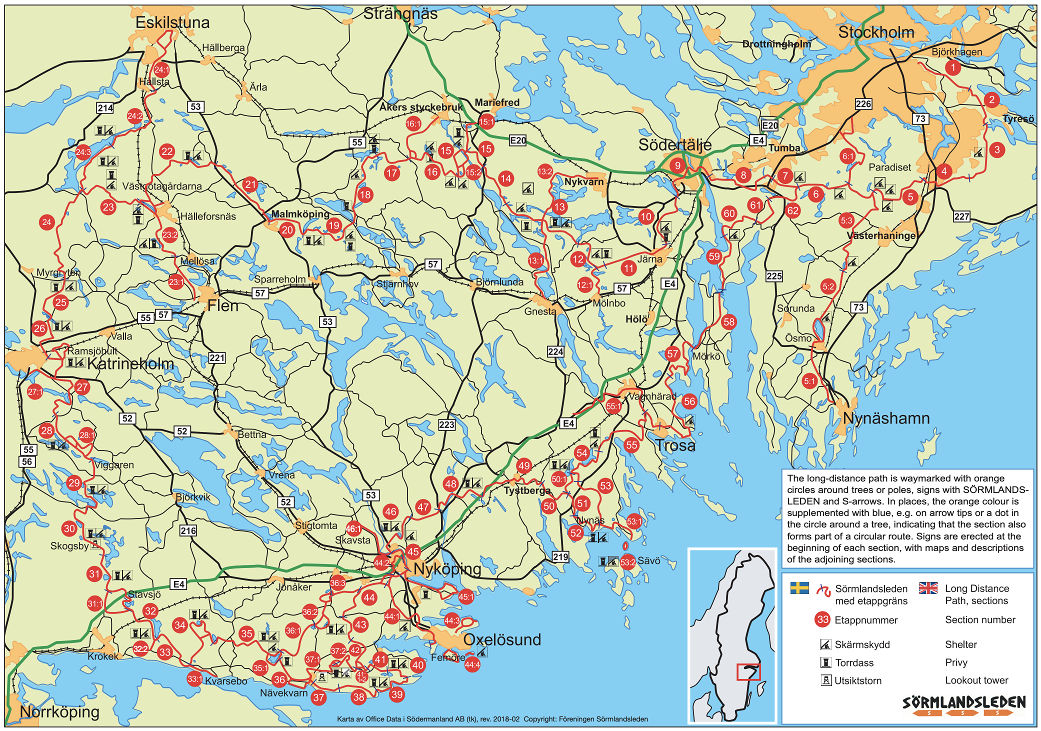 Eskilstuna
Strängnäs
Stockholm
Drottningholm
Björkhagen
Hällberga
Hällsta
Ärla
Åkers styckebruk
Mariefred
Tyresö
Södertälje
Tumba
Paradiset
Västerhaninge
Västgötagårdarna
Hälleforsnäs
Malmköping
Nykvarn
Järna
Mellösa
Myrgrylen
Flen
Sparreholm
Stjärnhov
Björnlunda
Gnesta
Mölnbo
Hölö
Sorunda
Osmo
Valla
Ramsjöhult
Katrineholm
Mörkö
Vagnhärad
Trosa
Nynäshamn
Bettna
Viggaren
Vrena
Björkvik
Tystberga
Nynäs
Sävö
Stigtomta
Skavsta
Skogsby
Nyköping
Stavsjö
Jönåker
Oxelösund
Femöre
Krokek
Kvarsebo
Nävekvarn
Norrköping
24:1
24:2
24:3
24
22
21
23
23:2
23:1
20
19
18
17
16:1
16
15:1
15
15
15:2
14
13:2
13
13:1
12
12:1
11
10
9
8
7
6
6:1
5
5:3
5:2
5:1
4
3
2
1
62
61
60
59
58
57
56
55:1
55
54
53
53:1
53:2
52
51
50:1
50
49
48
47
46
46:1
45
45:1
44:2
44
44:1
44:3
44:4
43
42
41
40
39
38
37
37:1
37:2
36
36:1
36:2
36:3
35
35:1
34
33
33:1
32
32:2
31
31:1
30
29
28
28:1
27
27:1
26
25
214
53
55
E20
E20
E4
226
73
227
225
73
57
57
57
57
55
57
53
221
224
223
E4
E4
52
52
52
55
56
53
216
219
E4
The long-distance path is waymarked with orange
circles around trees or poles, signs with SÖRMLANDS-
LEDEN and S-arrows. In places, the orange colour is
supplemented with blue, e.g. on arrow tips or a dot in
the circle around a tree, indicating that the section also
forms part of a circular route. Signs are erected at the
beginning of each section, with maps and descriptions
of the adjoining sections.
Sörmlandsleden
med etappgräns
Long Distance
Path, sections
33 Etappnummer
Section number
Skärmskydd
Shelter
Torrdass
Privy
Utsiktstorn
Lookout tower
SÖRMLANDSLEDEN
S S S
Karta av Office Data i Södermanland AB (tk), rev. 2018-02 Copyright: Föreningen Sörmlandsleden